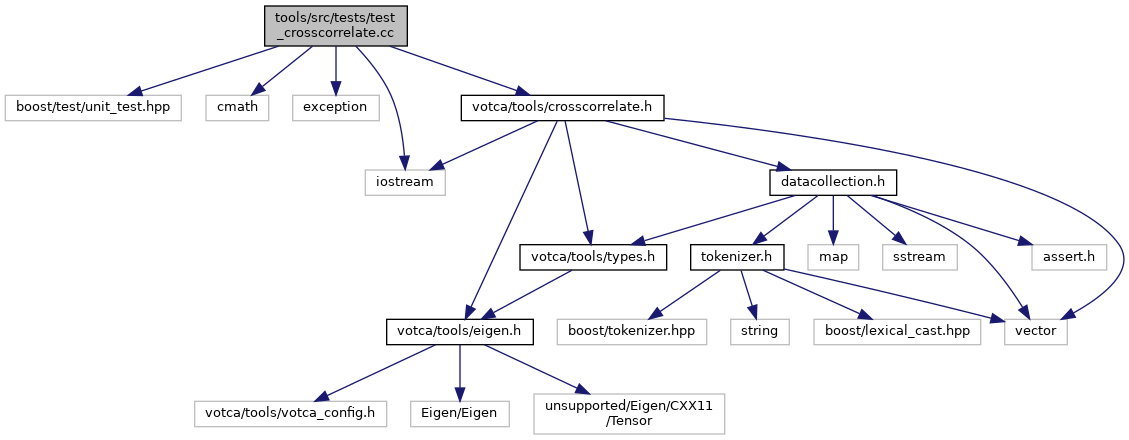 tools/src/tests/test
_crosscorrelate.cc
boost/test/unit_test.hpp
cmath
exception
votca/tools/crosscorrelate.h
iostream
datacollection.h
votca/tools/types.h
tokenizer.h
map
sstream
assert.h
votca/tools/eigen.h
boost/tokenizer.hpp
string
boost/lexical_cast.hpp
vector
votca/tools/votca_config.h
Eigen/Eigen
unsupported/Eigen/CXX11
/Tensor